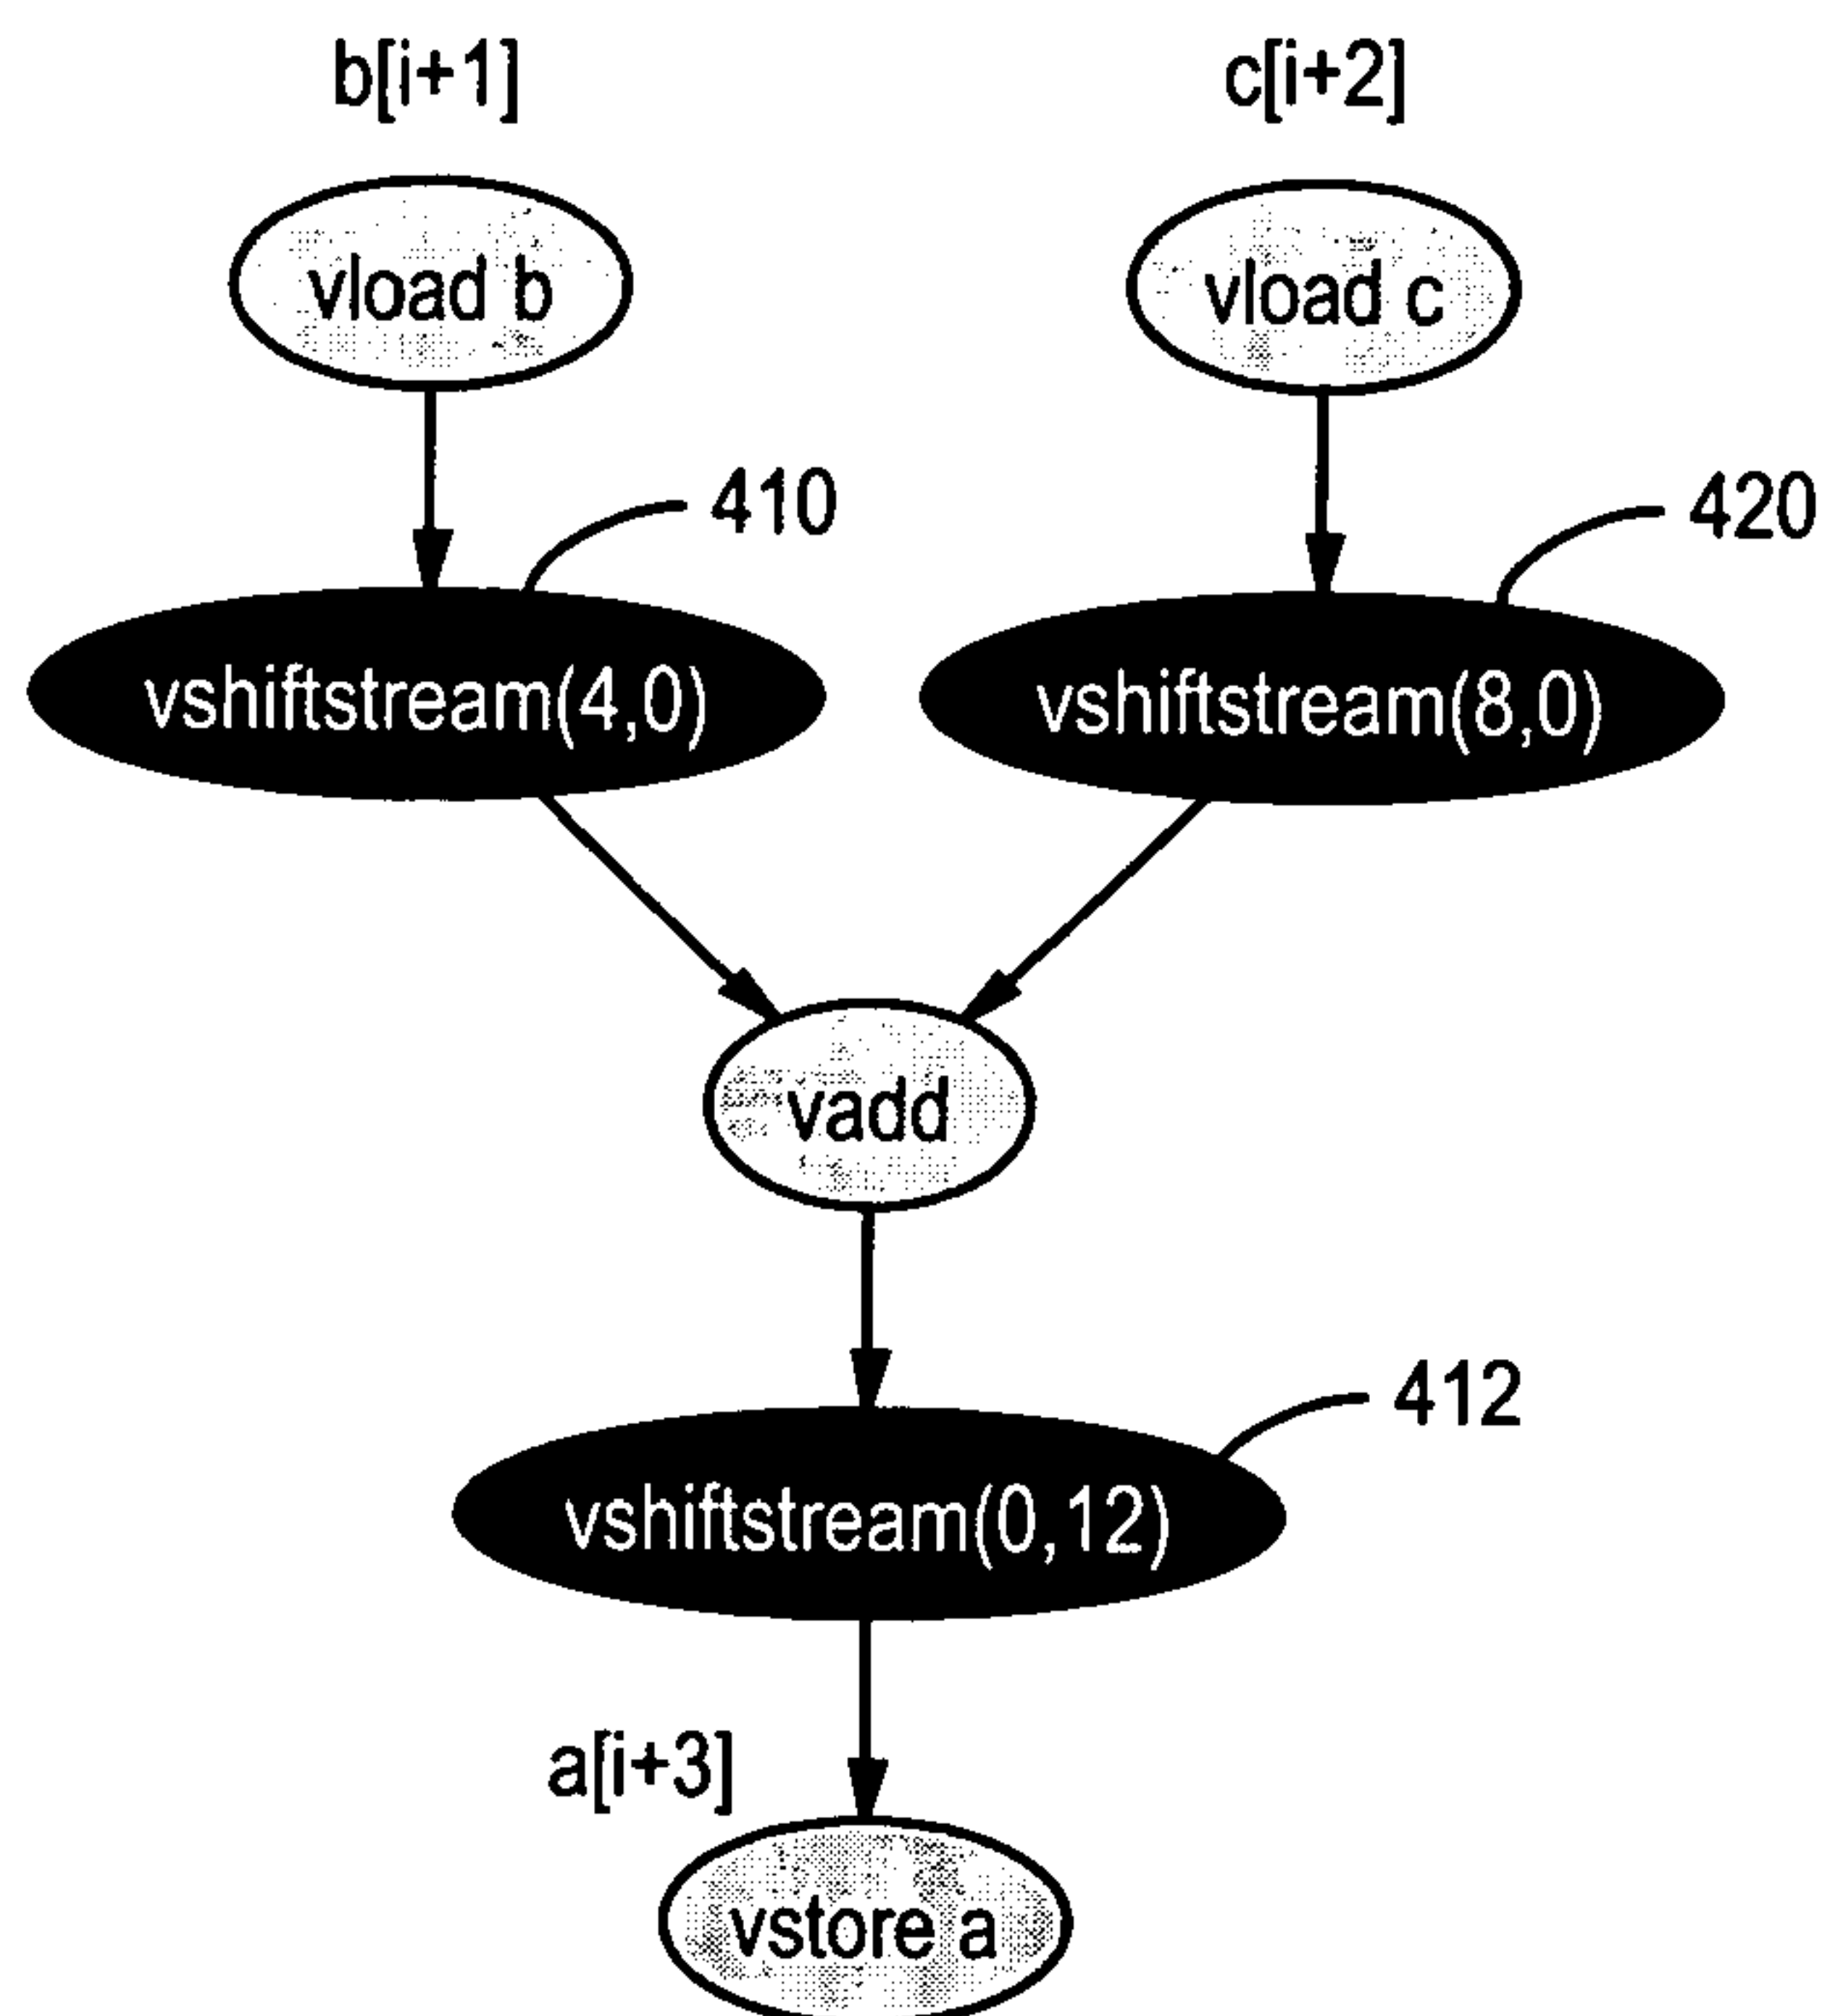 b[i+1]
c[i+2]
vload b
vload c
410
420
vshiftstream(4,0)
vshiftstream(8,0)
vadd
412
vshiftstream(0,12)
a[i+3]
vstore a